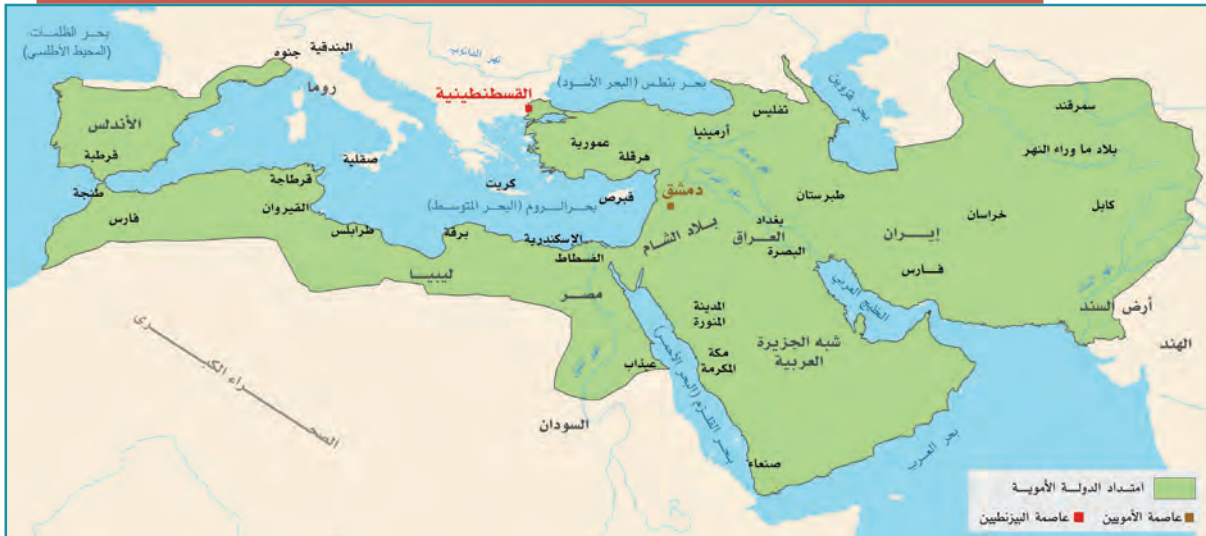 بحر الظلمات
(المحيط الأطلسي)
البندقية
جنوه
نهر الدانوب
روما
القسطنطينية
بحر بنطس (البحر الأسود)
بحر قزوين
تفليس
أرمينيا
سمرقند
بلاد ما وراء النهر
الأندلس
قرطبة
عمورية
هرقلة
صقلية
كريت
قبرص
دمشق
طبرستان
خراسان
كابل
طنجة
قرطاجة
القيروان
فارس
طرابلس
برقة
بحر الروم (البحر المتوسط)
الإسكندرية
الفسطاط
بلاد الشام
بغداد
العراق
البصرة
إيران
فارس
ليبيا
مصر
المدينة
المنورة
الخليج العربي
أرض السند
الهند
شبه الجزيرة
العربية
مكة
المكرمة
عيذاب
بحر القلزم (البحر الأحمر)
الصحراء الكبرى
السودان
صنعاء
بحر العرب
امتداد الدولة الأموية
عاصمة الأمويين
عاصمة البيزنطيين